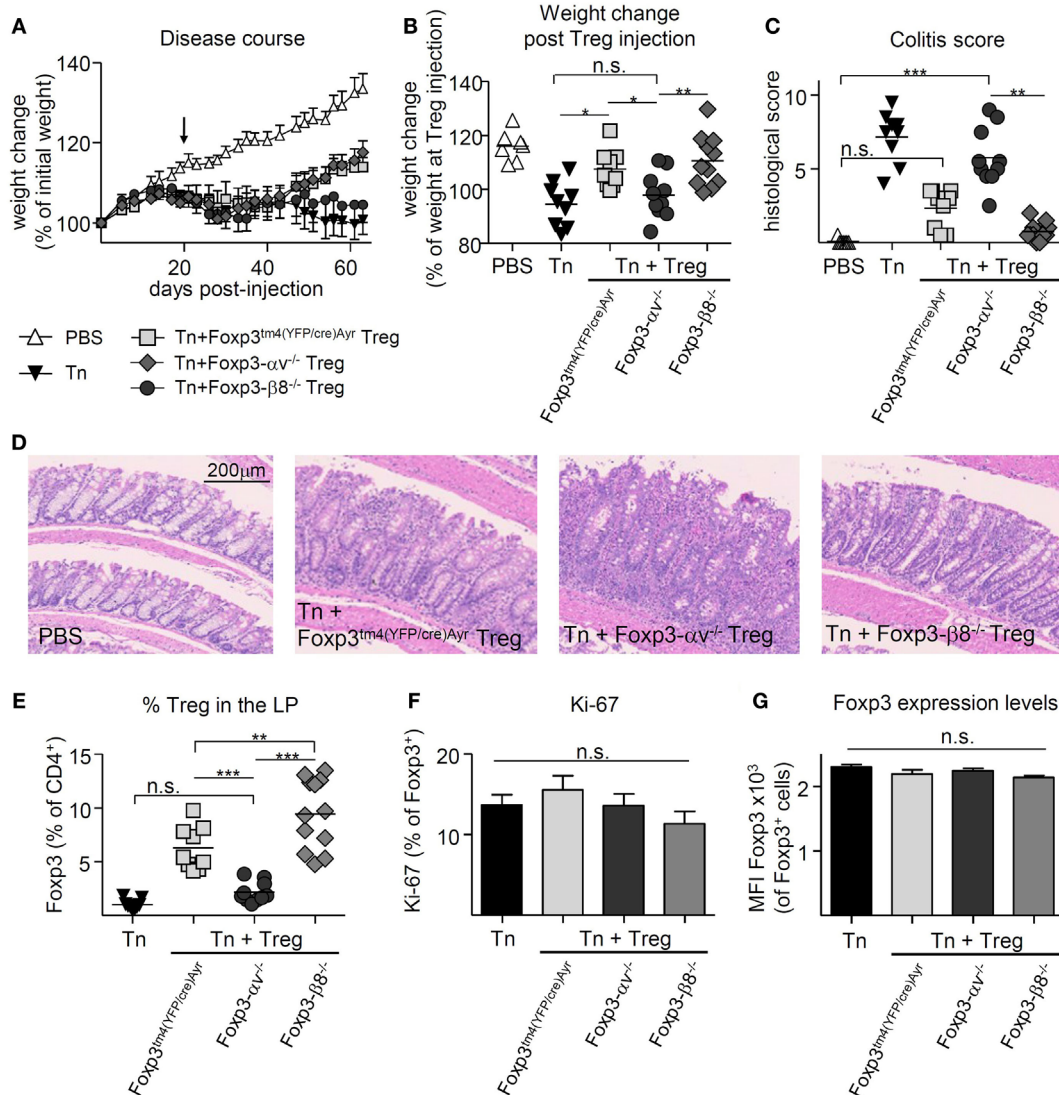 A
Disease course
weight change
(% of initial weight)
140
120
100
20
40
60
days post-injection
PBS
Tn
Tn+Foxp3tm4(YFP/cre)Ayr Treg
Tn+Foxp3-αv-/- Treg
Tn+Foxp3-β8-/- Treg
B
Weight change
post Treg injection
weight change
(% of weight at Treg injection)
140
120
100
80
n.s.
*
*
**
PBS
Tn
Tn + Treg
Foxp3tm4(YFP/cre)Ayr
Foxp3-αv-/-
Foxp3-β8-/-
C
Colitis score
histological score
10
5
***
**
n.s.
PBS
Tn
Tn + Treg
Foxp3tm4(YFP/cre)Ayr
Foxp3-αv-/-
Foxp3-β8-/-
D
200μm
PBS
Tn +
Foxp3tm4(YFP/cre)Ayr Treg
Tn + Foxp3-αv-/- Treg
Tn + Foxp3-β8-/- Treg
E
% Treg in the LP
Foxp3 (% of CD4+)
15
10
5
**
***
***
n.s.
Tn
Tn + Treg
Foxp3tm4(YFP/cre)Ayr
Foxp3-αv-/-
Foxp3-β8-/-
F
Ki-67
Ki-67 (% of Foxp3+)
20
10
n.s.
Tn
Tn + Treg
Foxp3tm4(YFP/cre)Ayr
Foxp3-αv-/-
Foxp3-β8-/-
G
Foxp3 expression levels
MFI Foxp3 x103
(of Foxp3+ cells)
2
1
n.s.
Tn
Tn + Treg
Foxp3tm4(YFP/cre)Ayr
Foxp3-αv-/-
Foxp3-β8-/-